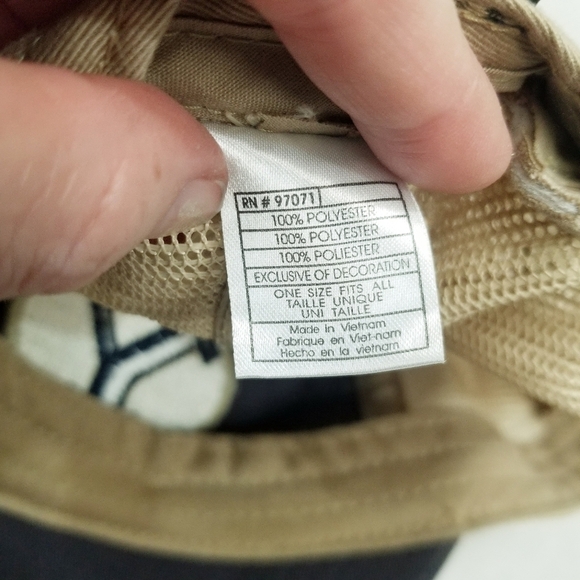 RN # 97071
100% POLYESTER
100% POLYESTER
100% POLIESTER
EXCLUSIVE OF DECORATION
ONE SIZE FITS ALL
TAILLE UNIQUE
UNI TAILLE
Made in Vietnam
Fabrique en Viet-nam
Hecho en la vietnam